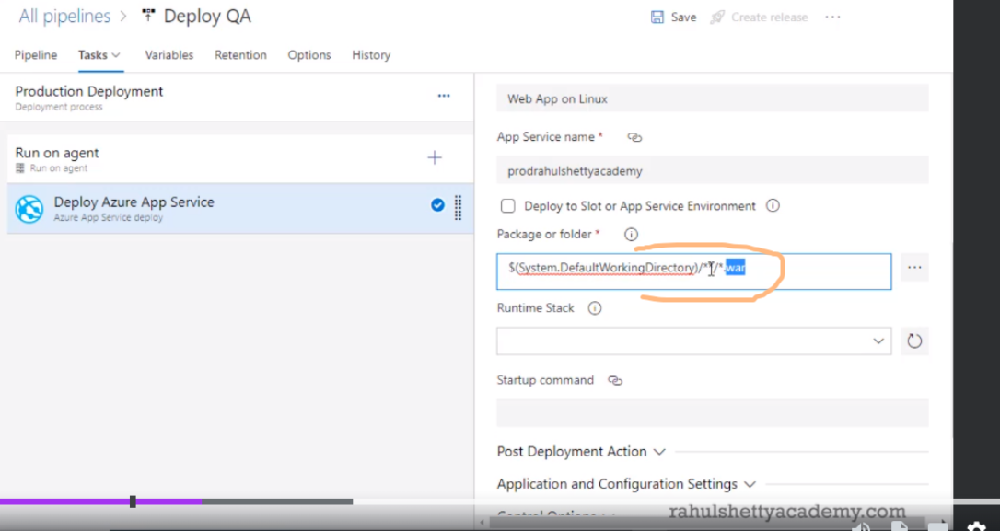 All pipelines > Deploy QA
Save Create release ...
Pipeline Tasks Variables Retention Options History
Production Deployment
Deployment process
...
Run on agent
Run on agent
Deploy Azure App Service
Azure App Service deploy
Web App on Linux
App Service name *
prodrahulshettyacademy
Deploy to Slot or App Service Environment
Package or folder *
$(System.DefaultWorkingDirectory)/**/*.war
...
Runtime Stack
Startup command
Post Deployment Action
Application and Configuration Settings
Control Options
rahulshettyacademy.com